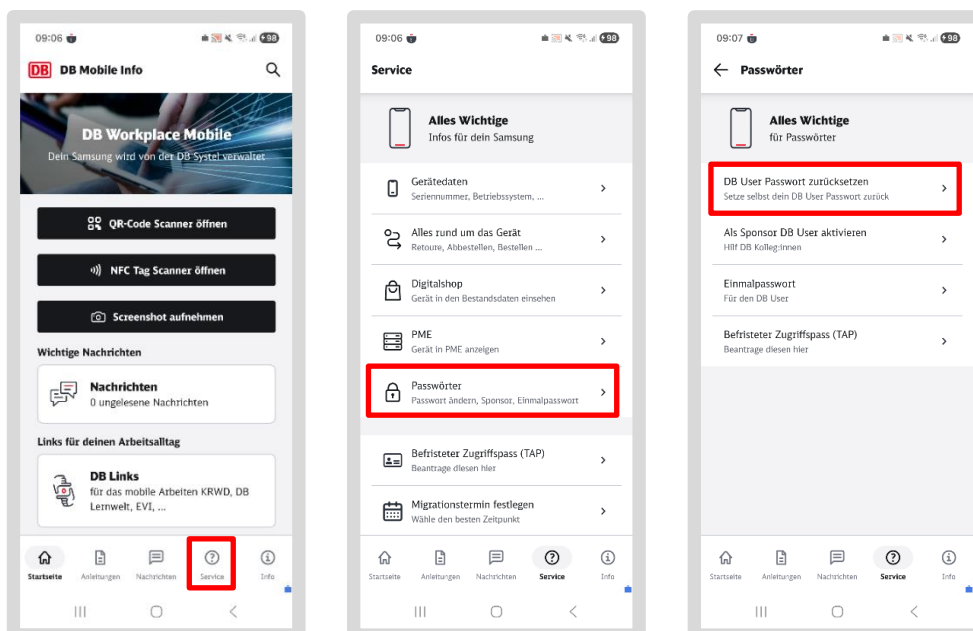 09:06
98
DB DB Mobile Info
DB Workplace Mobile
Dein Samsung wird von der DB Systel verwaltet
QR-Code Scanner öffnen
NFC Tag Scanner öffnen
Screenshot aufnehmen
Wichtige Nachrichten
Nachrichten
0 ungelesene Nachrichten
Links für deinen Arbeitsalltag
DB Links
für das mobile Arbeiten KRWD, DB
Lernwelt, EVI, ...
Startseite Anleitungen Nachrichten Service Info
09:06
98
Service
Alles Wichtige
Infos für dein Samsung
Gerätedaten
Seriennummer, Betriebssystem, ...
Alles rund um das Gerät
Retoure, Abbestellen, Bestellen ...
Digitalshop
Gerät in den Bestandsdaten einsehen
PME
Gerät in PME anzeigen
Passwörter
Passwort ändern, Sponsor, Einmalpasswort
Befristeter Zugriffspass (TAP)
Beantrage diesen hier
Migrationstermin festlegen
Wähle den besten Zeitpunkt
Startseite Anleitungen Nachrichten Service Info
09:07
98
Passwörter
Alles Wichtige
für Passwörter
DB User Passwort zurücksetzen
Setze selbst dein DB User Passwort zurück
Als Sponsor DB User aktivieren
Hilf DB Kolleg:innen
Einmalpasswort
Für den DB User
Befristeter Zugriffspass (TAP)
Beantrage diesen hier
Startseite Anleitungen Nachrichten Service Info